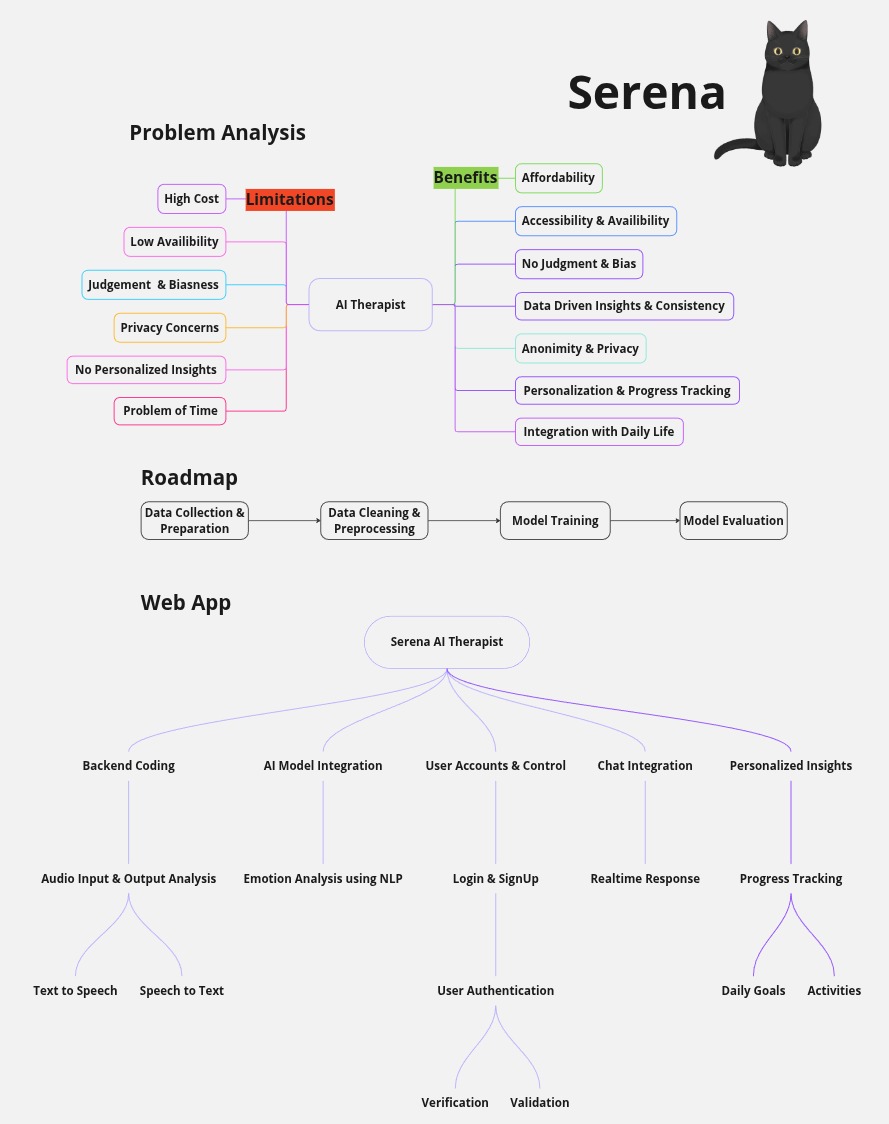 Serena
Problem Analysis
Limitations
High Cost
Low Availibility
Judgement  & Biasness
Privacy Concerns
No Personalized Insights
Problem of Time
AI Therapist
Benefits
Affordability
Accessibility & Availibility
No Judgment & Bias
Data Driven Insights & Consistency
Anonimity & Privacy
Personalization & Progress Tracking
Integration with Daily Life
Roadmap
Data Collection &
Preparation
Data Cleaning &
Preprocessing
Model Training
Model Evaluation
Web App
Serena AI Therapist
Backend Coding
AI Model Integration
User Accounts & Control
Chat Integration
Personalized Insights
Audio Input & Output Analysis
Emotion Analysis using NLP
Login & SignUp
Realtime Response
Progress Tracking
Text to Speech
Speech to Text
User Authentication
Daily Goals
Activities
Verification
Validation